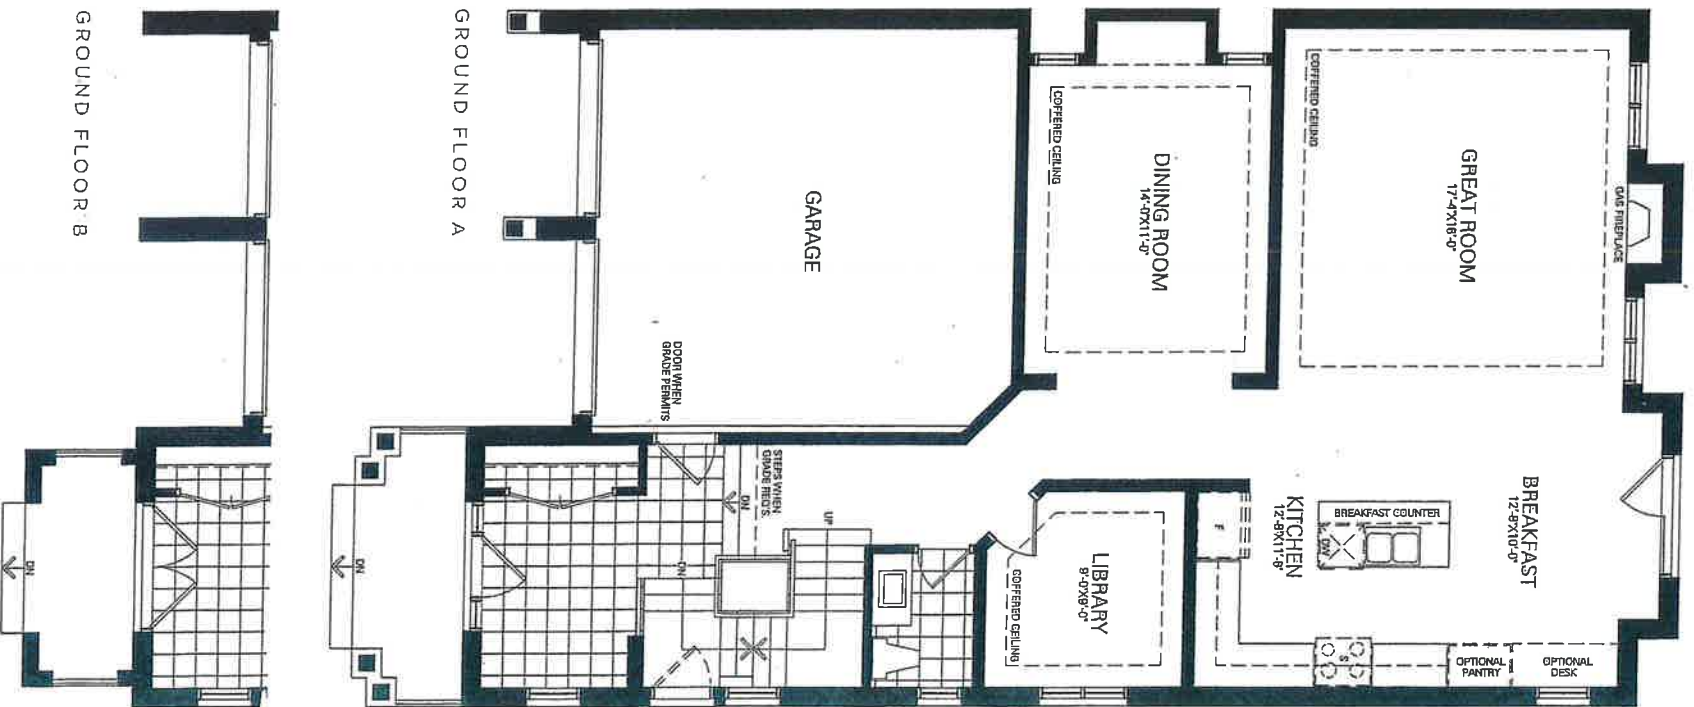 GROUND FLOOR B
GROUND FLOOR A
GARAGE
DOOR WHEN
GRADE PERMITS
STEPS WHEN
GRADE REQ'S.
DN
UP
DN
DN
DN
COFFERED CEILING
DINING ROOM
14'-0"X11'-0"
COFFERED CEILING
GREAT ROOM
17'-4"X16'-0"
GAS FIREPLACE
LIBRARY
9'-0"X9'-0"
COFFERED CEILING
KITCHEN
12'-8"X11'-8"
F
BREAKFAST COUNTER
DW
BREAKFAST
12'-8"X10'-0"
S
OPTIONAL
PANTRY
OPTIONAL
DESK